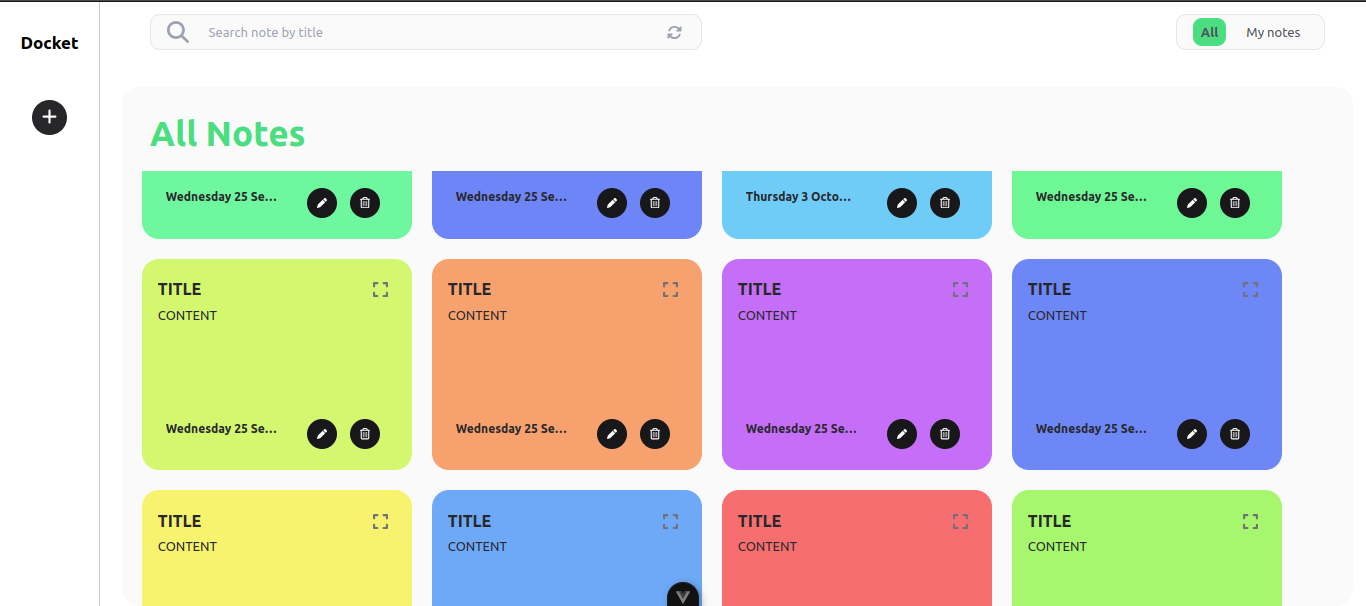 Docket
Search note by title
All My notes
All Notes
Wednesday 25 Se... Wednesday 25 Se... Thursday 3 Octo... Wednesday 25 Se...
TITLE TITLE TITLE TITLE
CONTENT CONTENT CONTENT CONTENT
Wednesday 25 Se... Wednesday 25 Se... Wednesday 25 Se... Wednesday 25 Se...
TITLE TITLE TITLE TITLE
CONTENT CONTENT CONTENT CONTENT